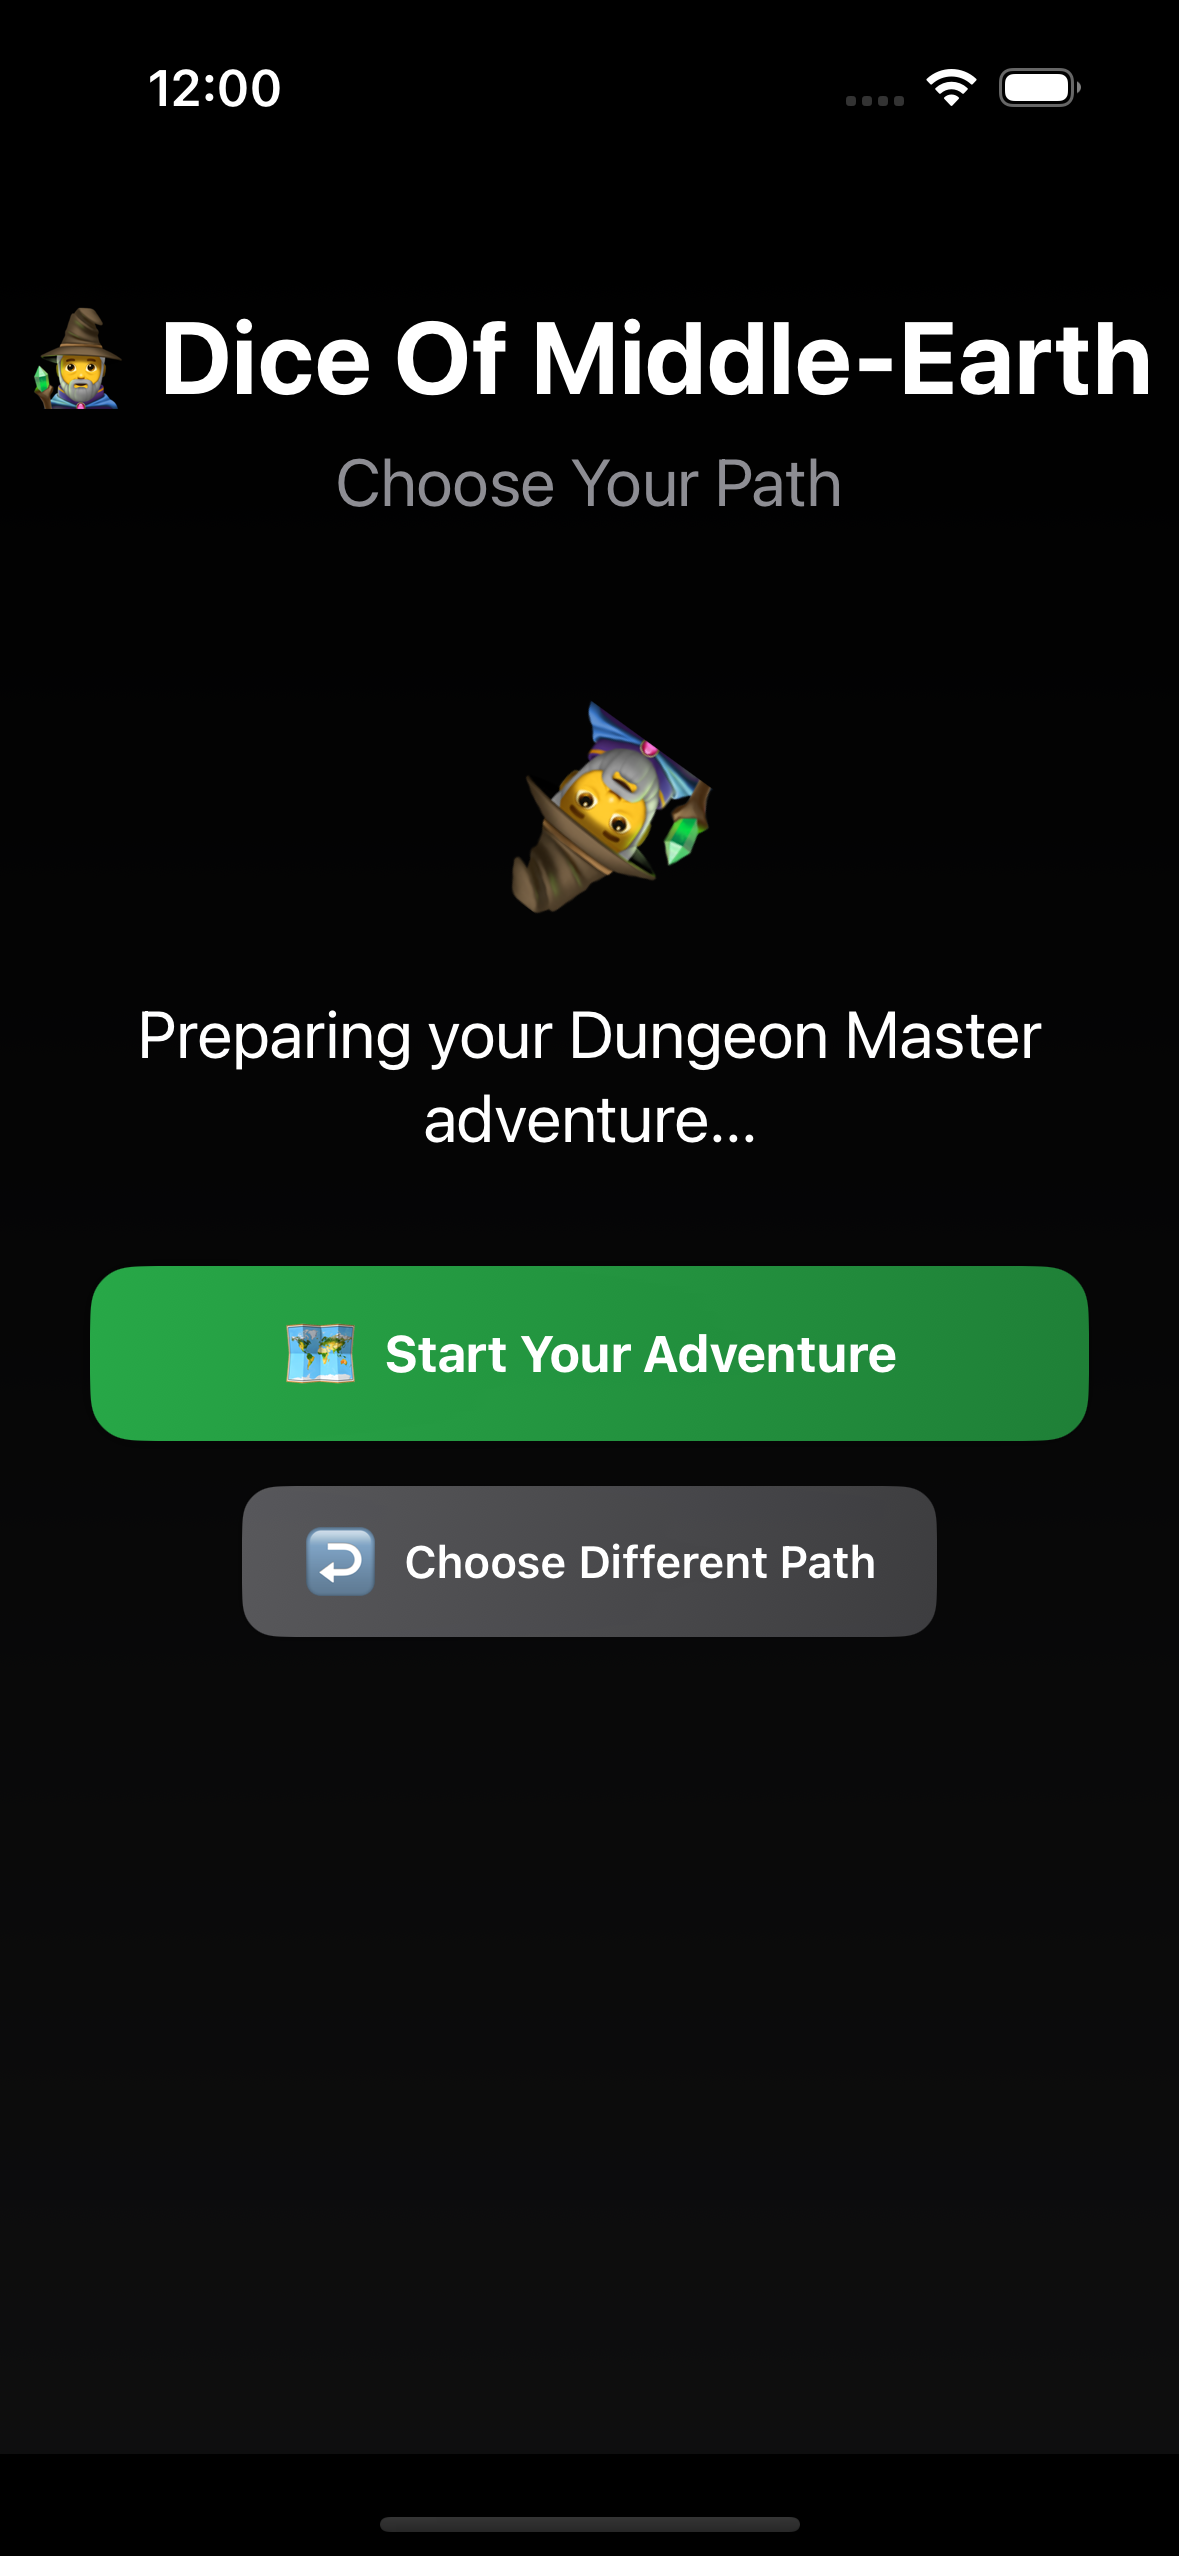 12:00
Dice Of Middle-Earth
Choose Your Path
Preparing your Dungeon Master
adventure...
Start Your Adventure
Choose Different Path